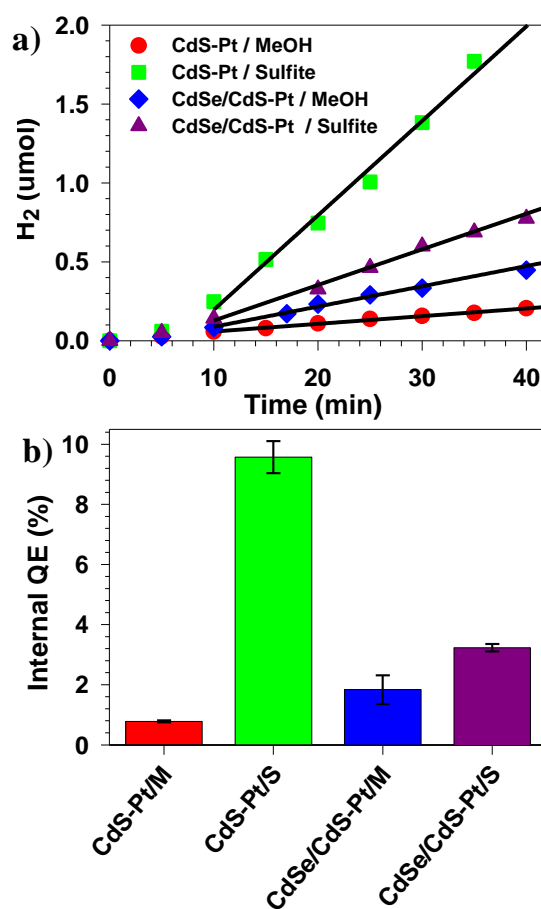 a)
2.0
1.5
1.0
0.5
0.0
H₂ (umol)
CdS-Pt / MeOH
CdS-Pt / Sulfite
CdSe/CdS-Pt / MeOH
CdSe/CdS-Pt / Sulfite
0 10 20 30 40
Time (min)
b)
10
8
6
4
2
0
Internal QE (%)
CdS-Pt/M
CdS-Pt/S
CdSe/CdS-Pt/M
CdSe/CdS-Pt/S